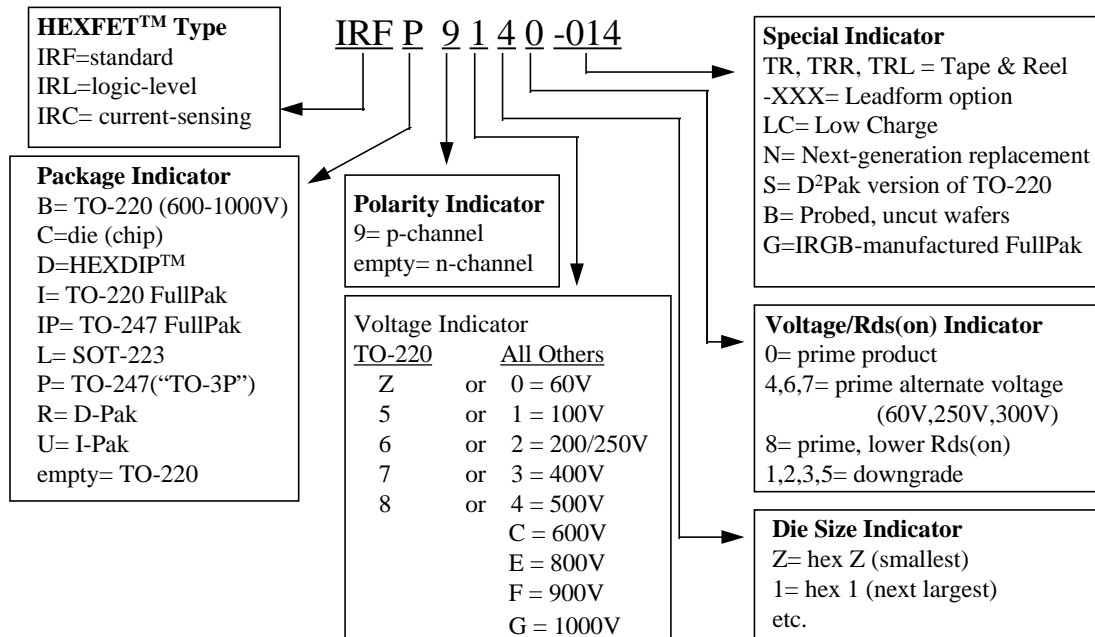 IRF P 9 1 4 0 -014
HEXFET™ Type
IRF=standard
IRL=logic-level
IRC= current-sensing
Package Indicator
B= TO-220 (600-1000V)
C=die (chip)
D=HEXDIP™
I= TO-220 FullPak
IP= TO-247 FullPak
L= SOT-223
P= TO-247(“TO-3P”)
R= D-Pak
U= I-Pak
empty= TO-220
Polarity Indicator
9= p-channel
empty= n-channel
Voltage Indicator
TO-220 All Others
Z or 0 = 60V
5 or 1 = 100V
6 or 2 = 200/250V
7 or 3 = 400V
8 or 4 = 500V
C = 600V
E = 800V
F = 900V
G = 1000V
Special Indicator
TR, TRR, TRL = Tape & Reel
-XXX= Leadform option
LC= Low Charge
N= Next-generation replacement
S= D²Pak version of TO-220
B= Probed, uncut wafers
G=IRGB-manufactured FullPak
Voltage/Rds(on) Indicator
0= prime product
4,6,7= prime alternate voltage
(60V,250V,300V)
8= prime, lower Rds(on)
1,2,3,5= downgrade
Die Size Indicator
Z= hex Z (smallest)
1= hex 1 (next largest)
etc.